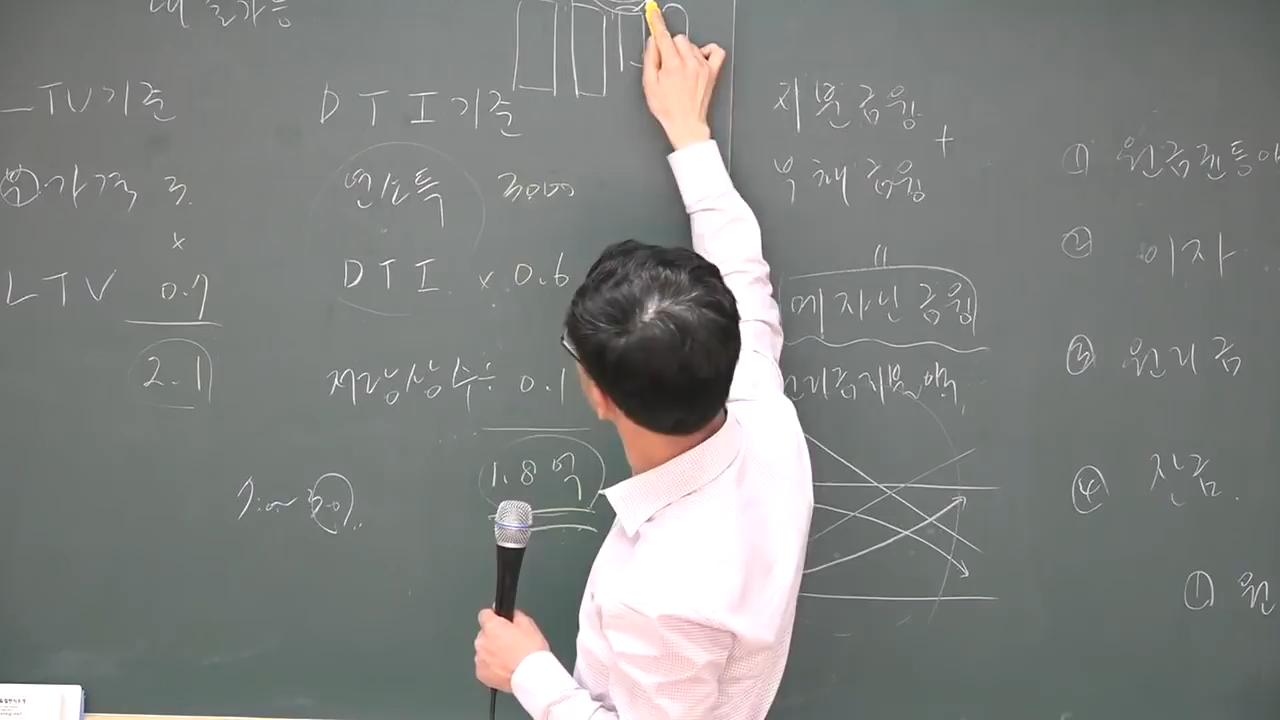 LTV기준
DTI기준
㉮가격 3.
×
LTV 0.7
2.1
연소득 3000
DTI × 0.6
저당상수÷ 0.1
1.8억
지분금융
+
부채금융
"
메자닌 금융
① 원금균등
② 이자
③ 원리금
④ 잔금.
① 원